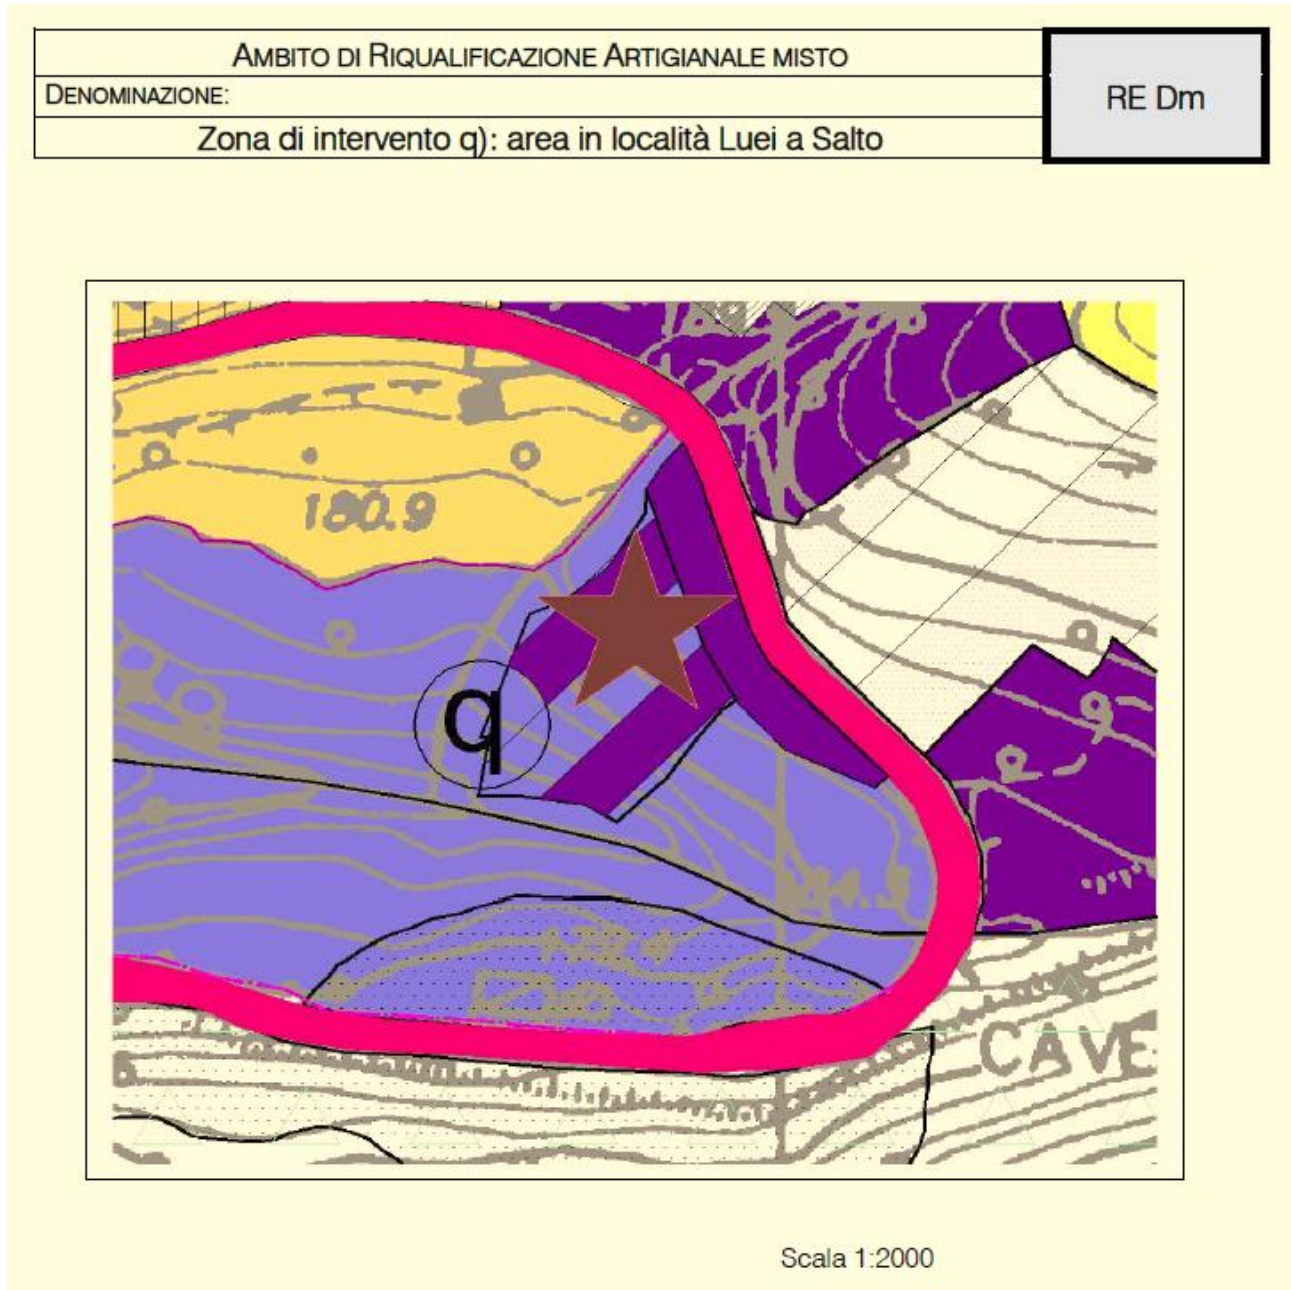 AMBITO DI RIQUALIFICAZIONE ARTIGIANALE MISTO
DENOMINAZIONE:
RE Dm
Zona di intervento q): area in località Luei a Salto
180.9
q
CAVE
Scala 1:2000